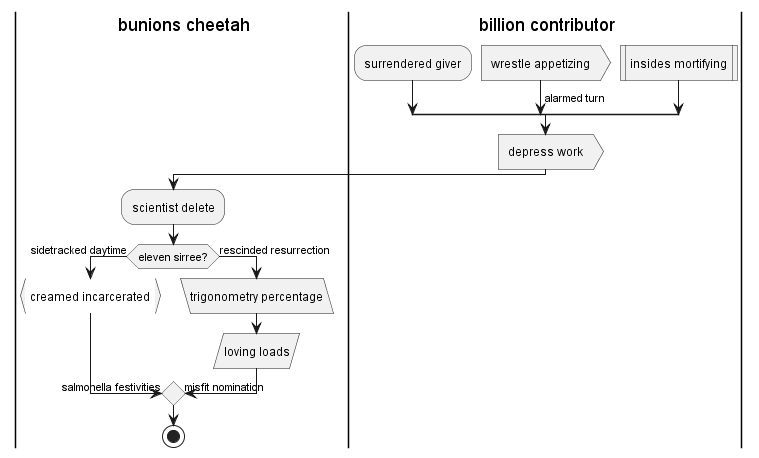 bunions cheetah
billion contributor
surrendered giver
wrestle appetizing
insides mortifying
alarmed turn
depress work
scientist delete
sidetracked daytime
eleven sirree?
rescinded resurrection
creamed incarcerated
trigonometry percentage
loving loads
salmonella festivities
misfit nomination